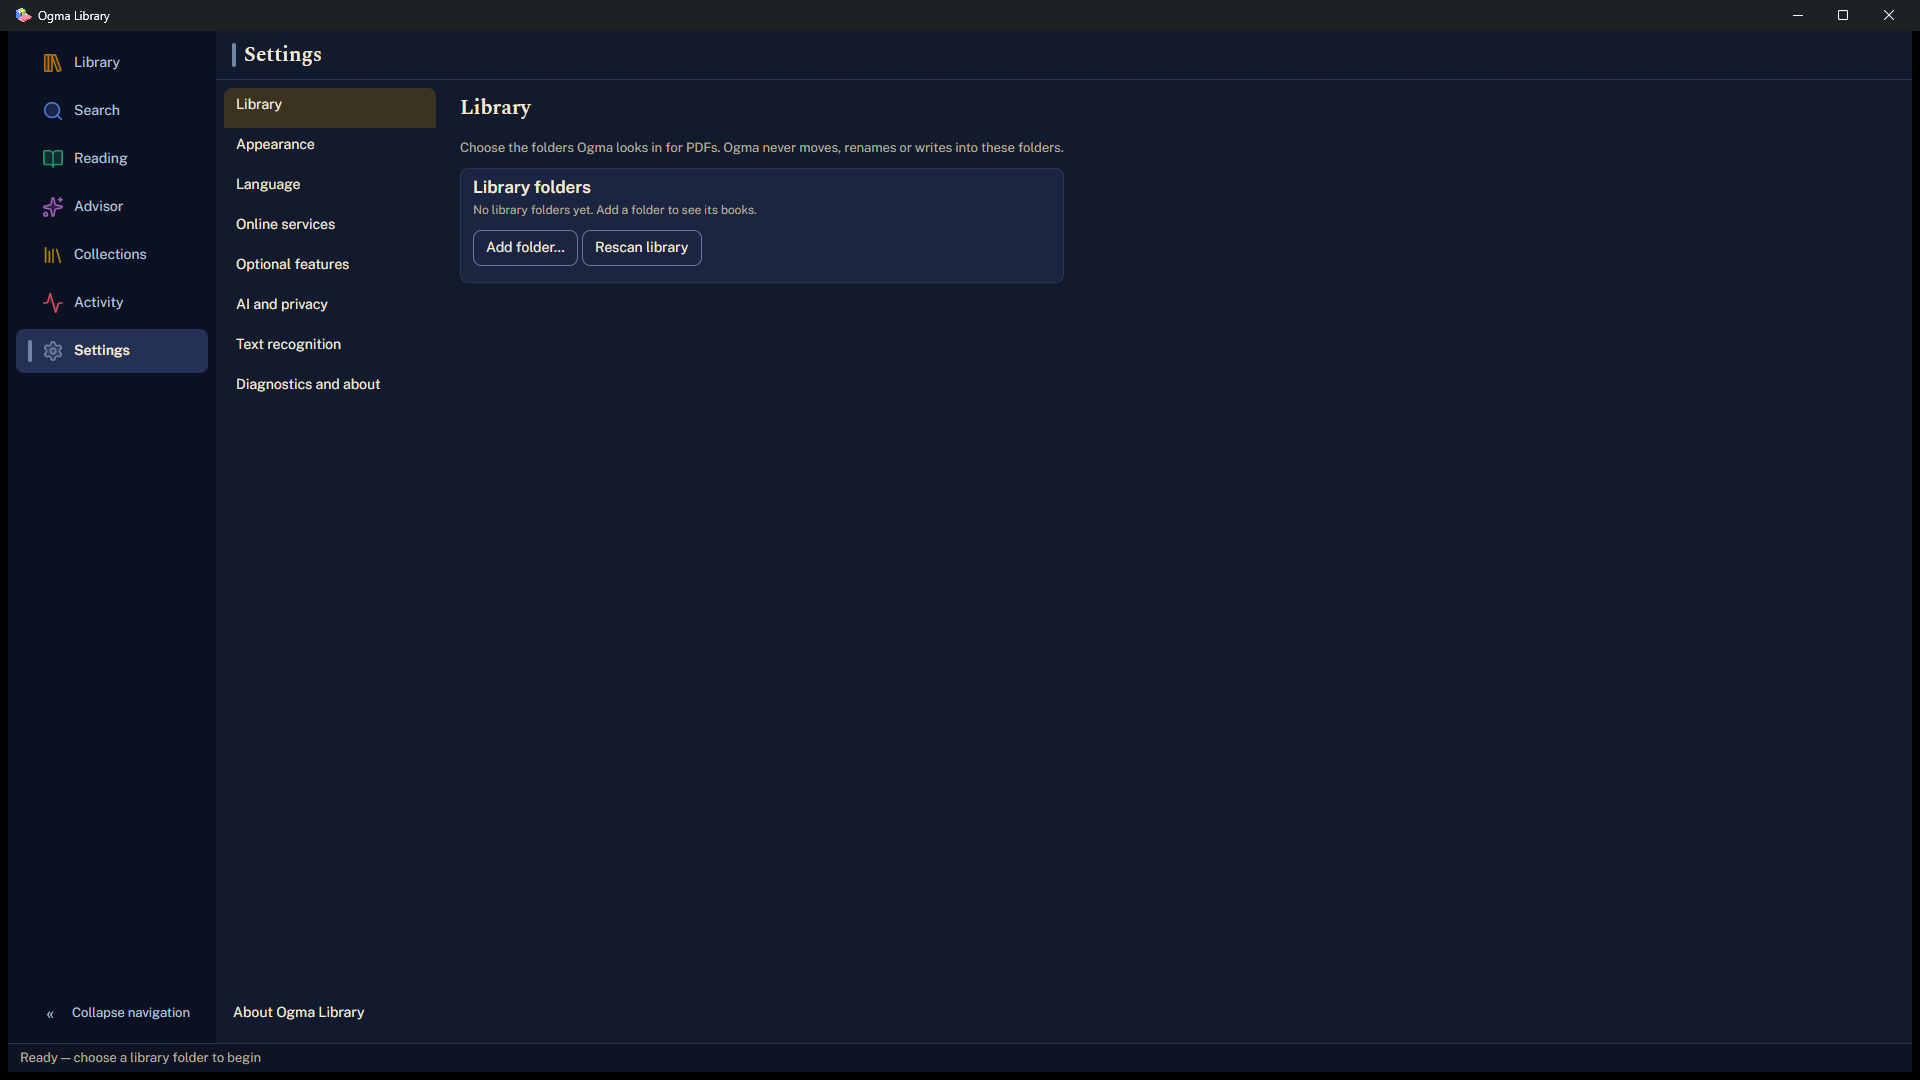 Ogma Library
Library
Search
Reading
Advisor
Collections
Activity
Settings
« Collapse navigation
Settings
Library
Appearance
Language
Online services
Optional features
AI and privacy
Text recognition
Diagnostics and about
About Ogma Library
Library
Choose the folders Ogma looks in for PDFs. Ogma never moves, renames or writes into these folders.
Library folders
No library folders yet. Add a folder to see its books.
Add folder...
Rescan library
Ready — choose a library folder to begin